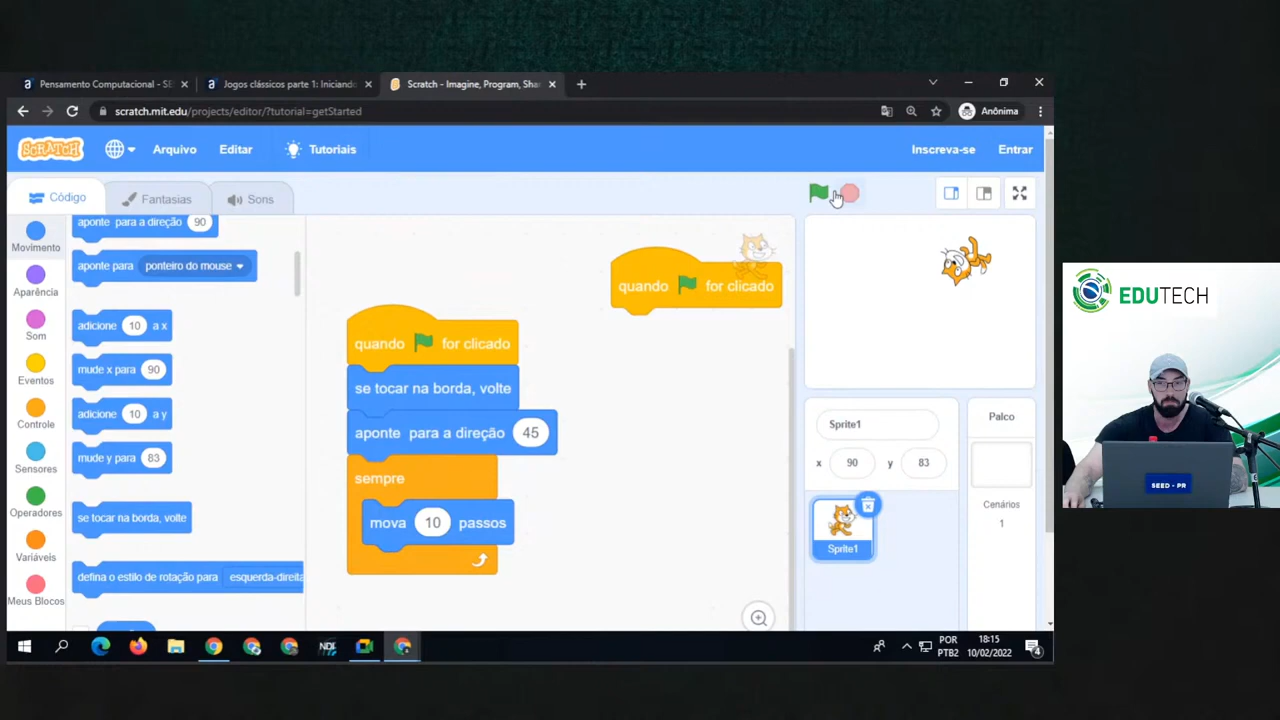 Pensamento Computacional - SE
Jogos clássicos parte 1: Iniciando
Scratch - Imagine, Program, Sha
scratch.mit.edu/projects/editor/?tutorial=getStarted
Anônima
SCRATCH
Arquivo
Editar
Tutoriais
Inscreva-se
Entrar
Código
Fantasias
Sons
Movimento
Aparência
Som
Eventos
Controle
Sensores
Operadores
Variáveis
Meus Blocos
aponte para a direção 90
aponte para ponteiro do mouse
adicione 10 a x
mude x para 90
adicione 10 a y
mude y para 83
se tocar na borda, volte
defina o estilo de rotação para esquerda-direita
quando for clicado
quando for clicado
se tocar na borda, volte
aponte para a direção 45
sempre
mova 10 passos
Sprite1
x 90 y 83
Sprite1
Palco
Cenários
1
EDUTECH
SEED - PR
POR
PTB2
18:15
10/02/2022
4